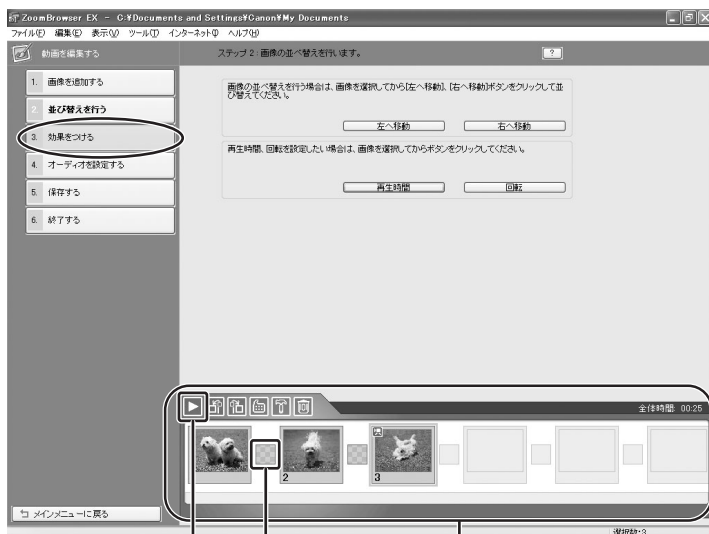 ZoomBrowser EX - C:¥Documents and Settings¥Canon¥My Documents
ファイル(F) 編集(E) 表示(V) ツール(T) インターネット(I) ヘルプ(H)
動画を編集する
ステップ2：画像の並べ替えを行います。
?
1. 画像を追加する
2. 並び替えを行う
3. 効果をつける
4. オーディオを設定する
5. 保存する
6. 終了する
画像の並べ替えを行う場合は、画像を選択してから[左へ移動]、[右へ移動]ボタンをクリックして並
び替えてください。
左へ移動 右へ移動
再生時間、回転を設定したい場合は、画像を選択してからボタンをクリックしてください。
再生時間 回転
全体時間: 00:25
2
3
メインメニューに戻る
選択数:3